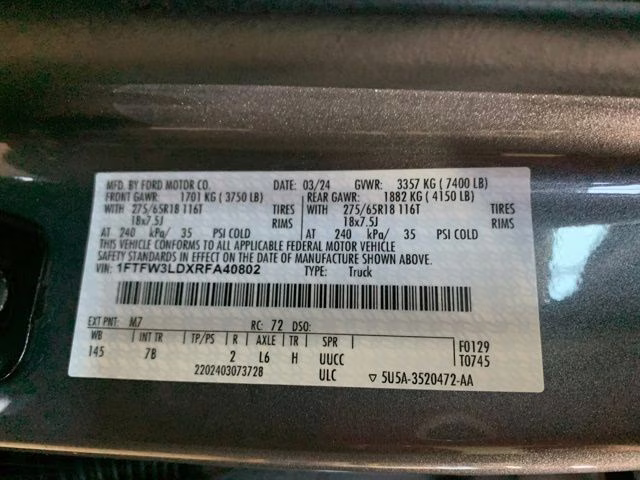 MFD. BY FORD MOTOR CO. DATE: 03/24 GVWR: 3357 KG ( 7400 LB)
FRONT GAWR: 1701 KG ( 3750 LB) REAR GAWR: 1882 KG ( 4150 LB)
WITH 275/65R18 116T TIRES WITH 275/65R18 116T TIRES
18x7.5J RIMS 18x7.5J RIMS
AT 240 kPa/ 35 PSI COLD AT 240 kPa/ 35 PSI COLD
THIS VEHICLE CONFORMS TO ALL APPLICABLE FEDERAL MOTOR VEHICLE
SAFETY STANDARDS IN EFFECT ON THE DATE OF MANUFACTURE SHOWN ABOVE.
VIN: 1FTFW3LDXRFA40802 TYPE: Truck
EXT PNT: M7 RC: 72 DSO:
WB INT TR TP/PS R AXLE TR SPR F0129
145 7B 2 L6 H UUCC T0745
2202403073728 ULC ▽ 5U5A-3520472-AA